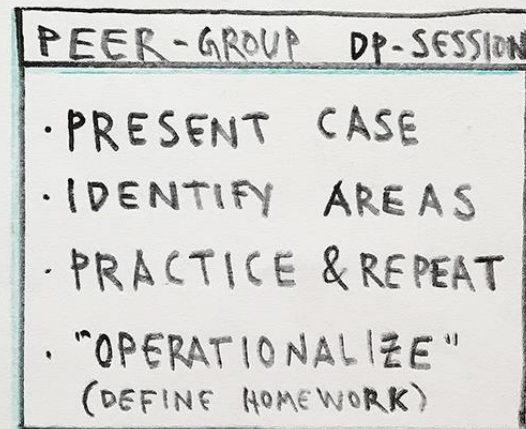 PEER-GROUP DP-SESSION
· PRESENT CASE
· IDENTIFY AREAS
· PRACTICE & REPEAT
· "OPERATIONALIZE"
(DEFINE HOMEWORK)